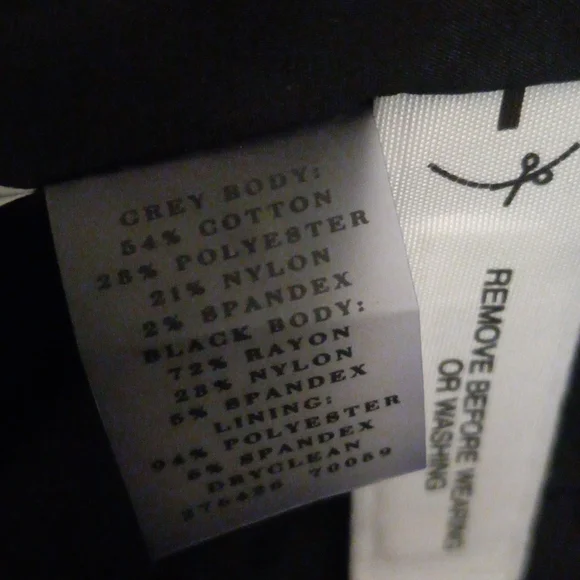 GREY BODY:
54% COTTON
23% POLYESTER
21% NYLON
2% SPANDEX
BLACK BODY:
72% RAYON
23% NYLON
5% SPANDEX
LINING:
94% POLYESTER
6% SPANDEX
DRYCLEAN
REMOVE BEFORE WEARING
OR WASHING